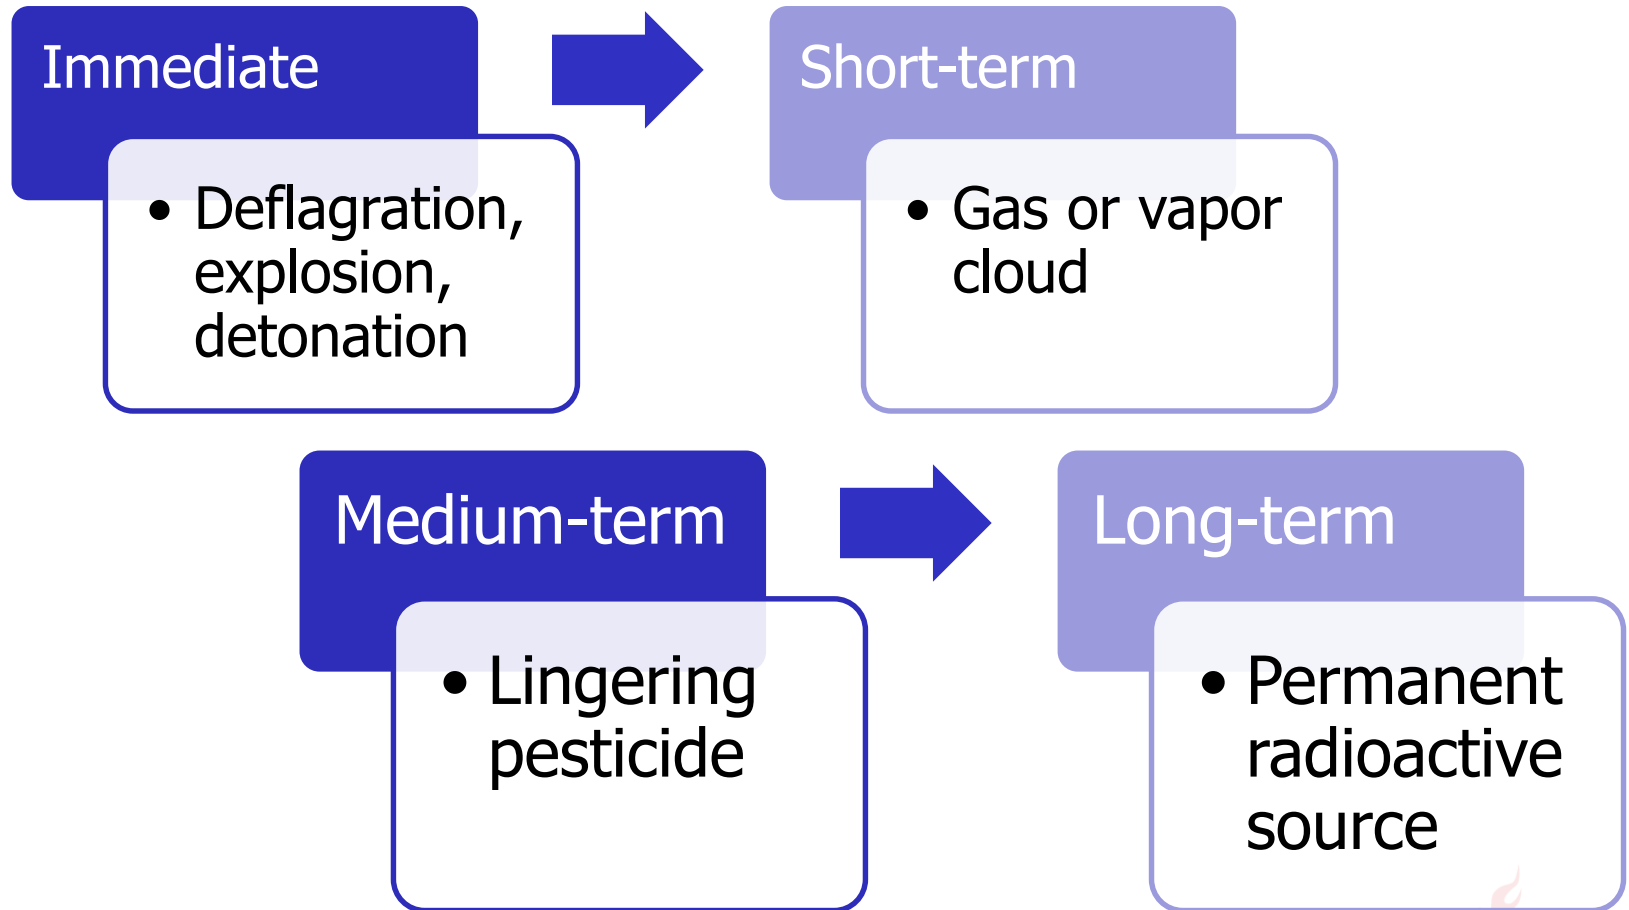 Immediate
• Deflagration,
explosion,
detonation
Short-term
• Gas or vapor
cloud
Medium-term
• Lingering
pesticide
Long-term
• Permanent
radioactive
source